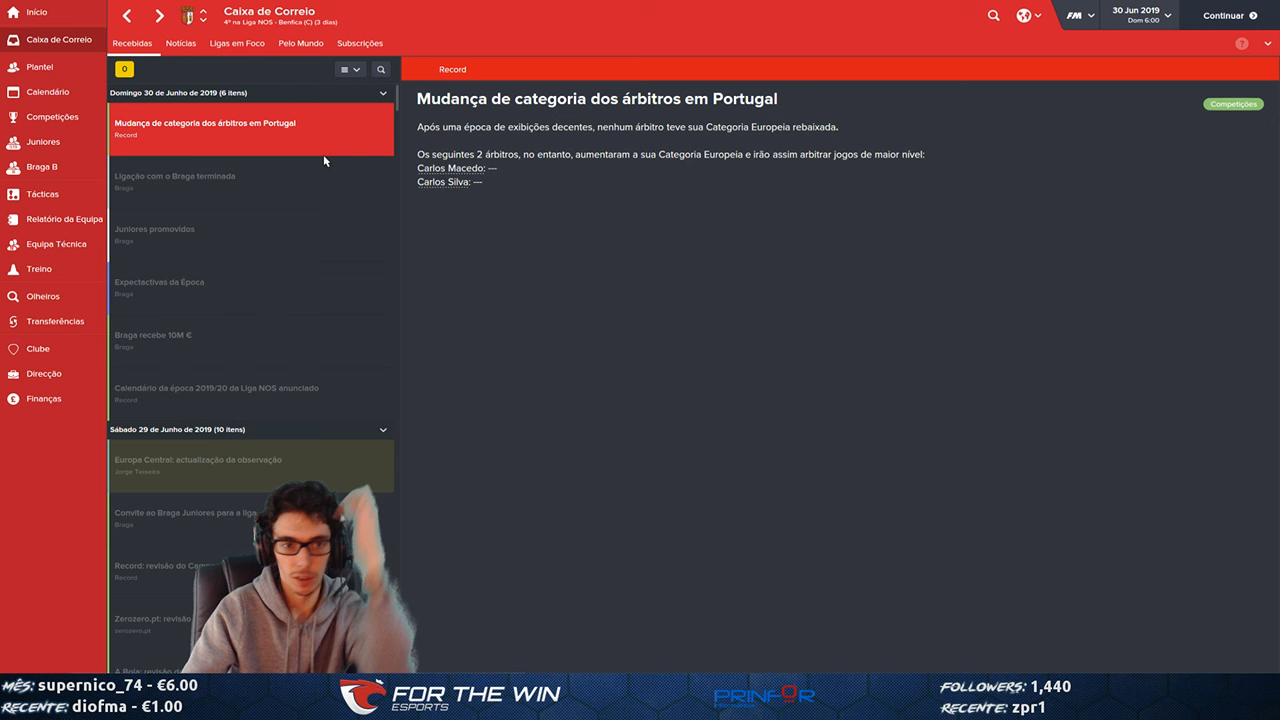 Início
Caixa de Correio
Plantel
Calendário
Competições
Juniores
Braga B
Tácticas
Relatório da Equipa
Equipa Técnica
Treino
Olheiros
Transferências
Clube
Direcção
Finanças
Caixa de Correio
4º na Liga NOS - Benfica (C) (3 dias)
FM
30 Jun 2019
Dom 6:00
Continuar
Recebidas
Notícias
Ligas em Foco
Pelo Mundo
Subscrições
0
Domingo 30 de Junho de 2019 (6 itens)
Mudança de categoria dos árbitros em Portugal
Record
Ligação com o Braga terminada
Braga
Juniores promovidos
Braga
Expectactivas da Época
Braga
Braga recebe 10M €
Braga
Calendário da época 2019/20 da Liga NOS anunciado
Record
Sábado 29 de Junho de 2019 (10 itens)
Europa Central: actualização da observação
Jorge Teixeira
Convite ao Braga Juniores para a liga
Braga
Record: revisão do
Record
Zerozero.pt: revisão
zerozero.pt
A Bola: revisão
Record
Mudança de categoria dos árbitros em Portugal
Competições
Após uma época de exibições decentes, nenhum árbitro teve sua Categoria Europeia rebaixada.
Os seguintes 2 árbitros, no entanto, aumentaram a sua Categoria Europeia e irão assim arbitrar jogos de maior nível:
Carlos Macedo: ---
Carlos Silva: ---
MÊS: supernico_74 - €6.00
RECENTE: diofma - €1.00
FOR THE WIN
ESPORTS
PRINFOR
FOLLOWERS: 1,440
RECENTE: zpr1